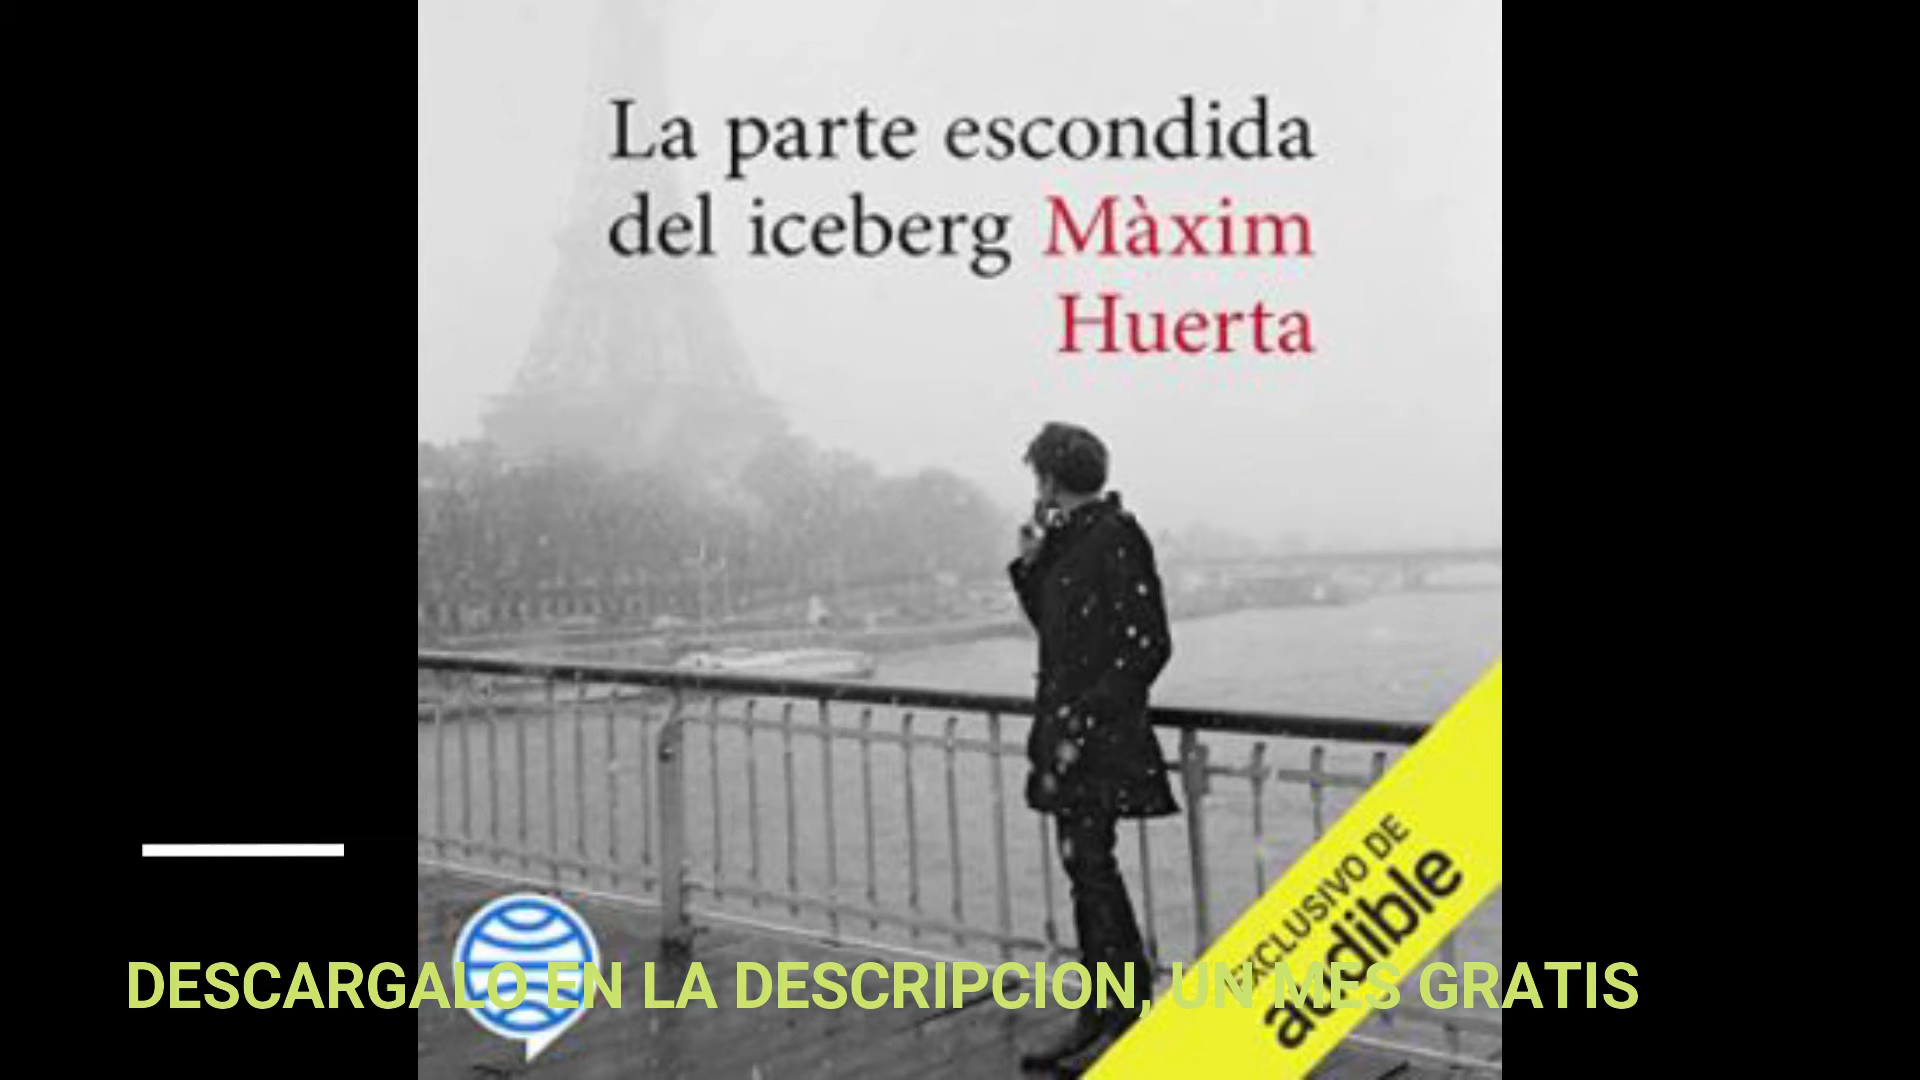 La parte escondida
del iceberg Màxim
Huerta
EXCLUSIVO DE
audible
DESCARGALO EN LA DESCRIPCION, UN MES GRATIS